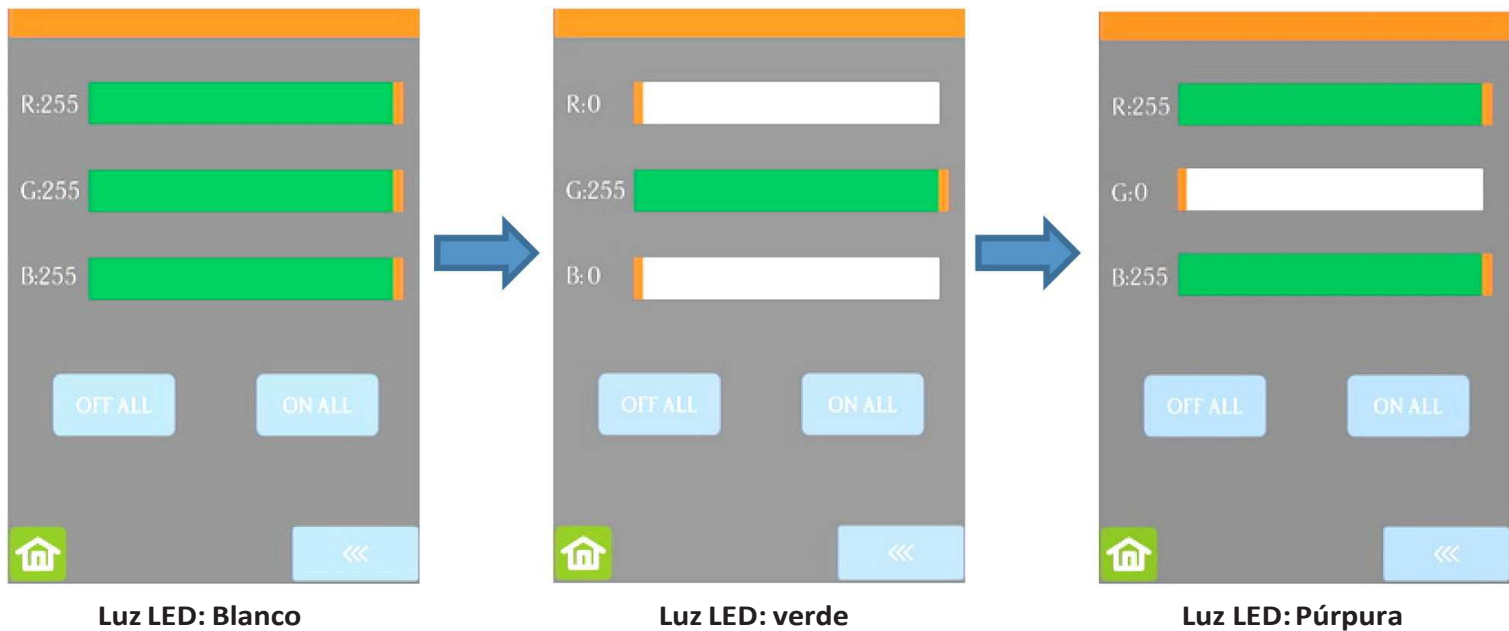 R:255
G:255
B:255
OFF ALL
ON ALL
<<<
Luz LED: Blanco
R:0
G:255
B:0
OFF ALL
ON ALL
<<<
Luz LED: verde
R:255
G:0
B:255
OFF ALL
ON ALL
<<<
Luz LED: Púrpura